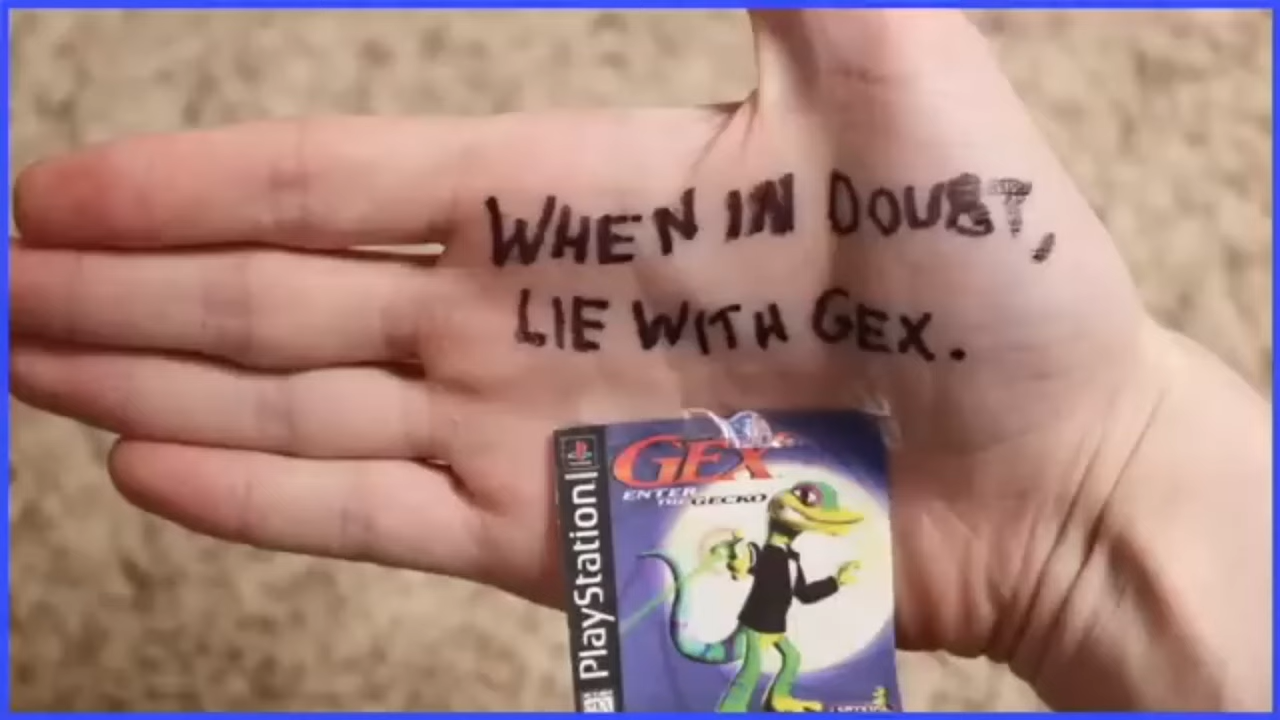 WHEN IN DOUBT,
LIE WITH GEX.
PlayStation
GEX
ENTER
THE GECKO